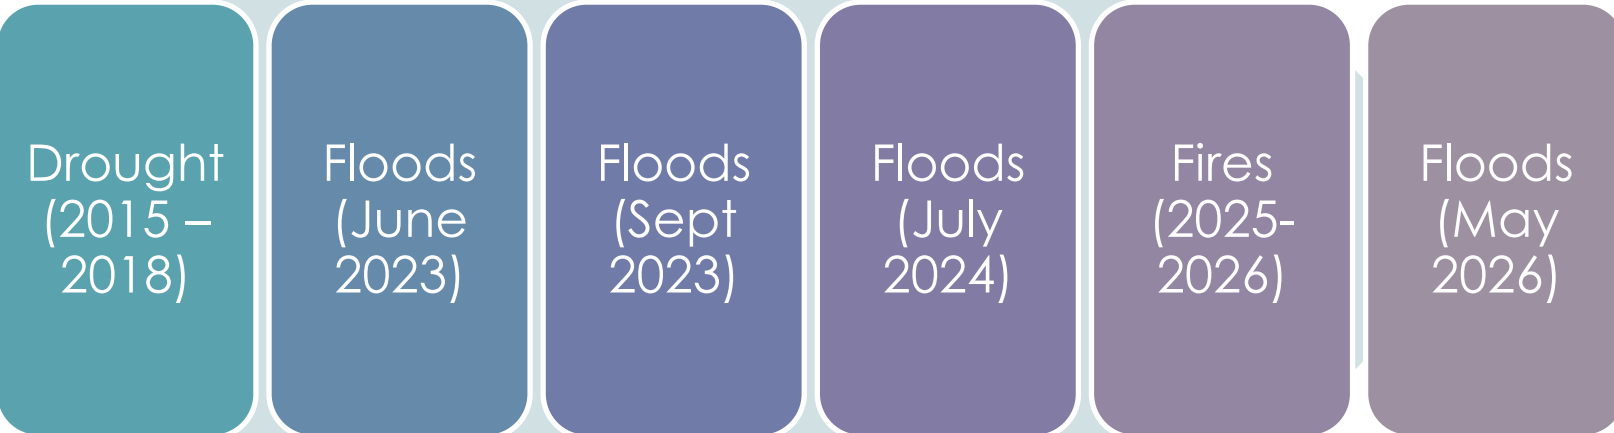 Drought
(2015 –
2018)
Floods
(June
2023)
Floods
(Sept
2023)
Floods
(July
2024)
Fires
(2025-
2026)
Floods
(May
2026)